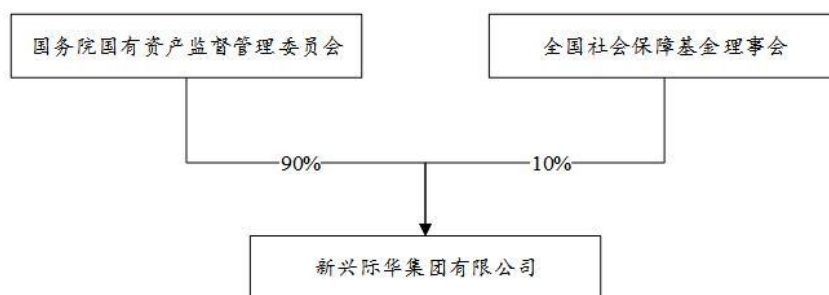 国务院国有资产监督管理委员会
全国社会保障基金理事会
90%
10%
新兴际华集团有限公司